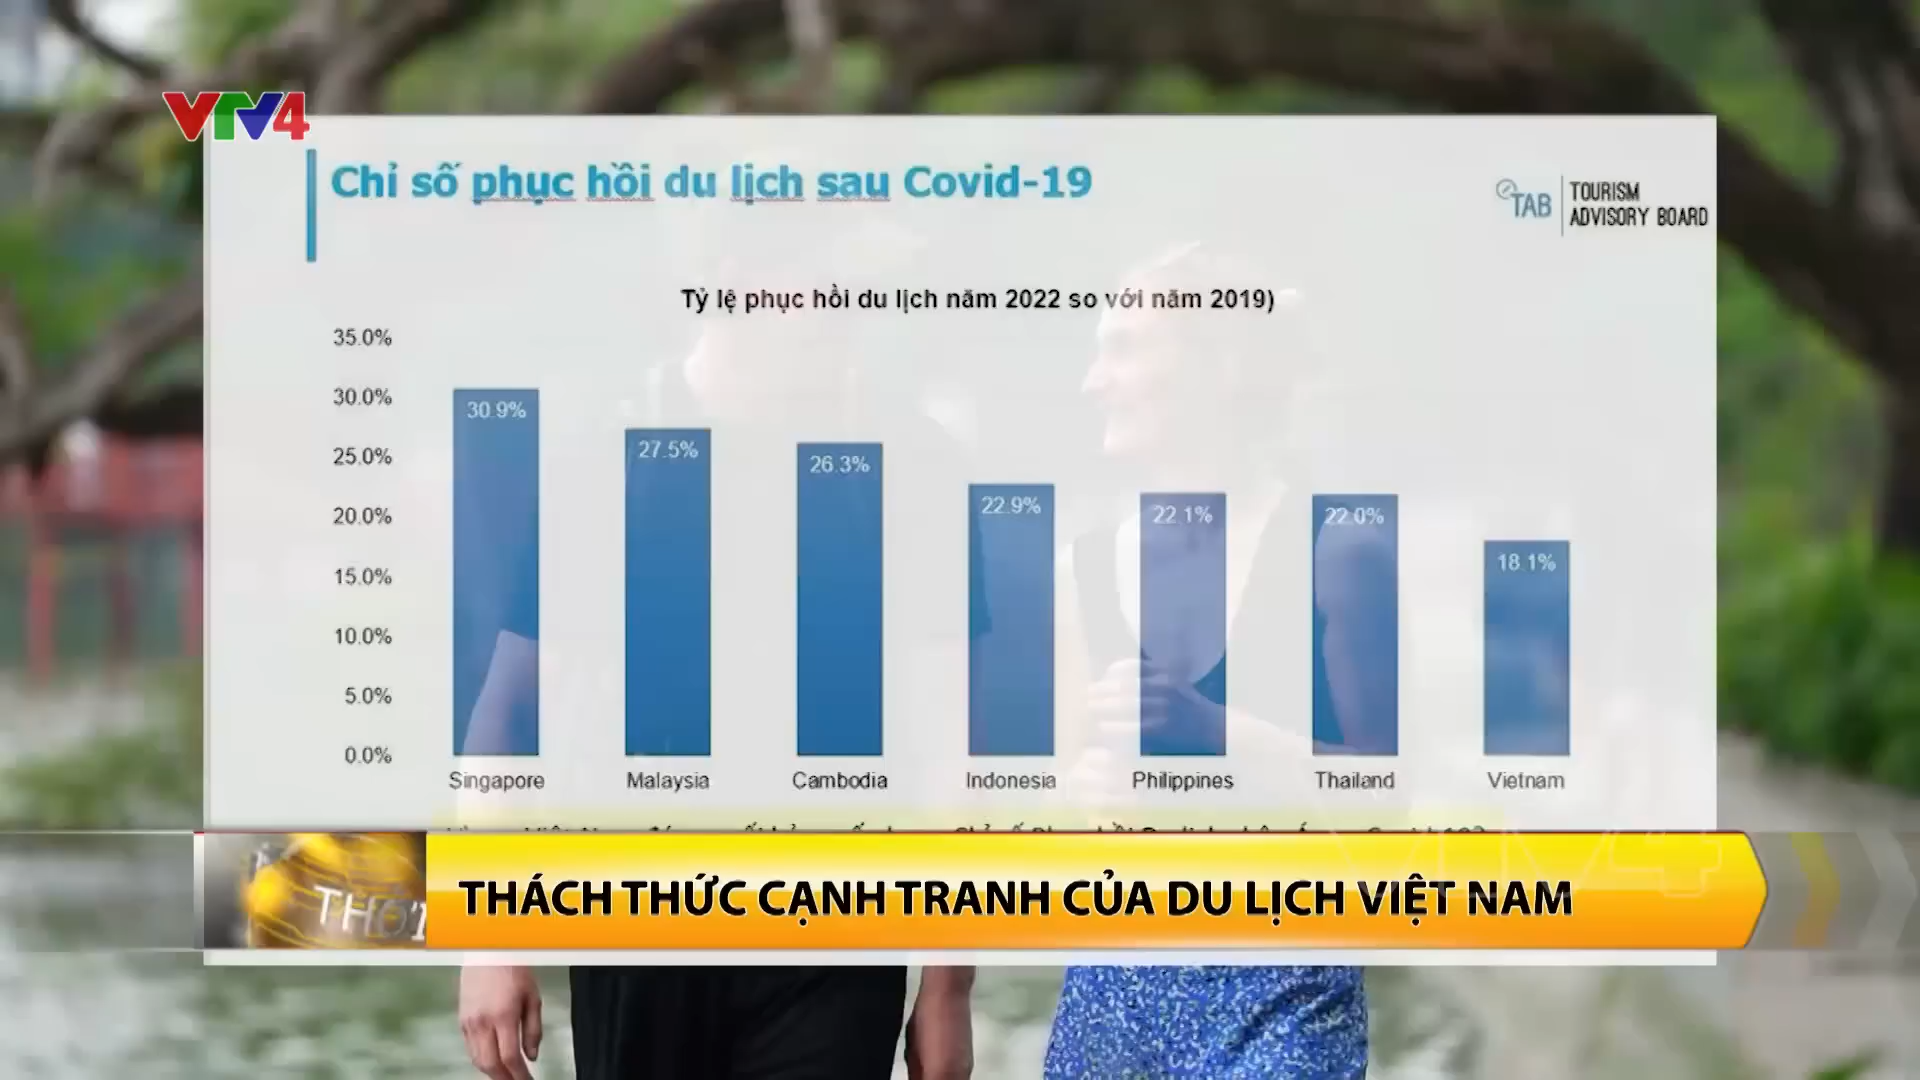 VTV4
Chỉ số phục hồi du lịch sau Covid-19
TAB
TOURISM
ADVISORY BOARD
Tỷ lệ phục hồi du lịch năm 2022 so với năm 2019)
35.0%
30.0%
25.0%
20.0%
15.0%
10.0%
5.0%
0.0%
30.9%
27.5%
26.3%
22.9%
22.1%
22.0%
18.1%
Singapore
Malaysia
Cambodia
Indonesia
Philippines
Thailand
Vietnam
THÁCH THỨC CẠNH TRANH CỦA DU LỊCH VIỆT NAM